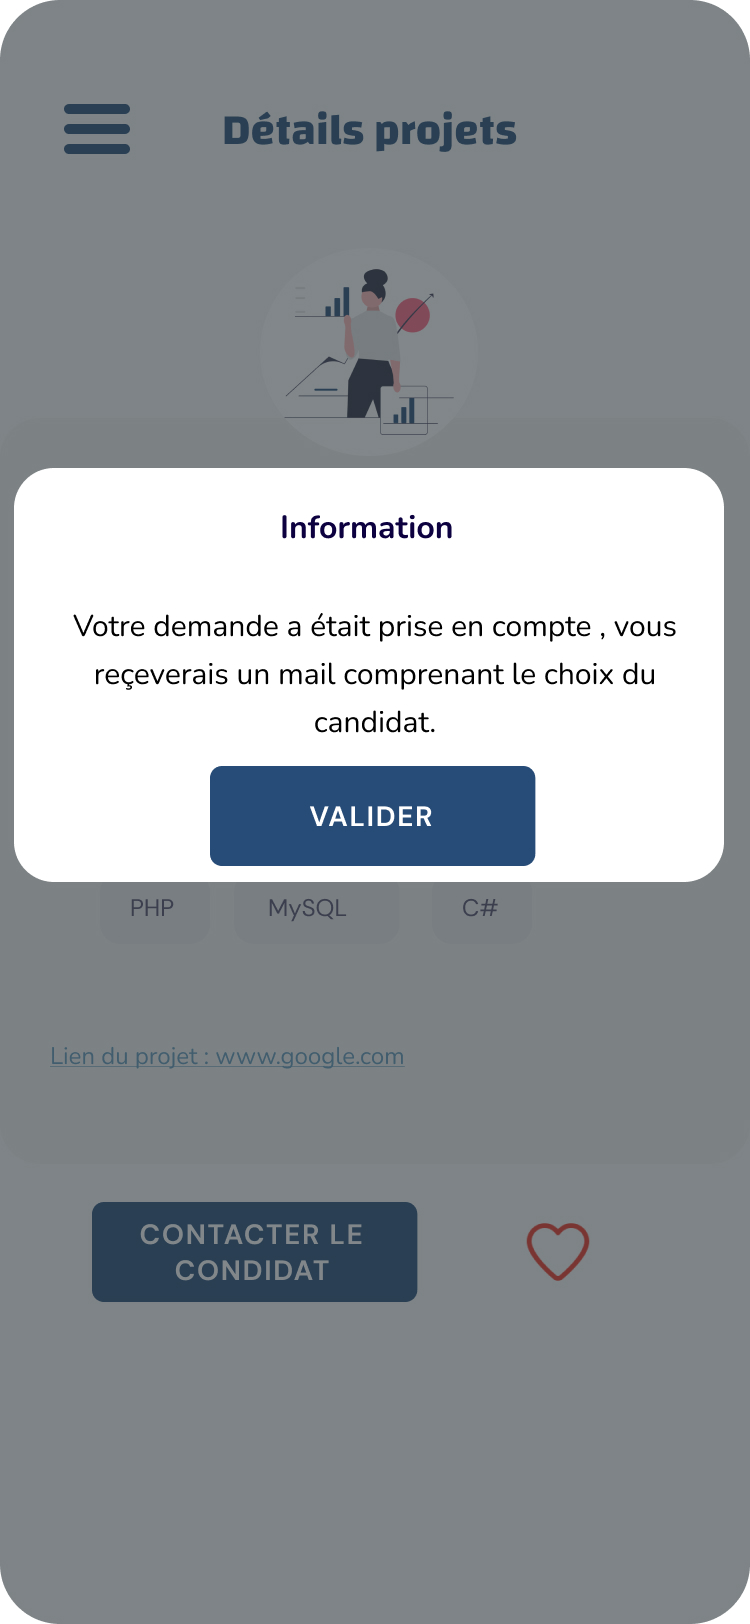 Détails projets
Information
Votre demande a était prise en compte , vous
reçeverais un mail comprenant le choix du
candidat.
VALIDER
PHP
MySQL
C#
Lien du projet : www.google.com
CONTACTER LE
CONDIDAT